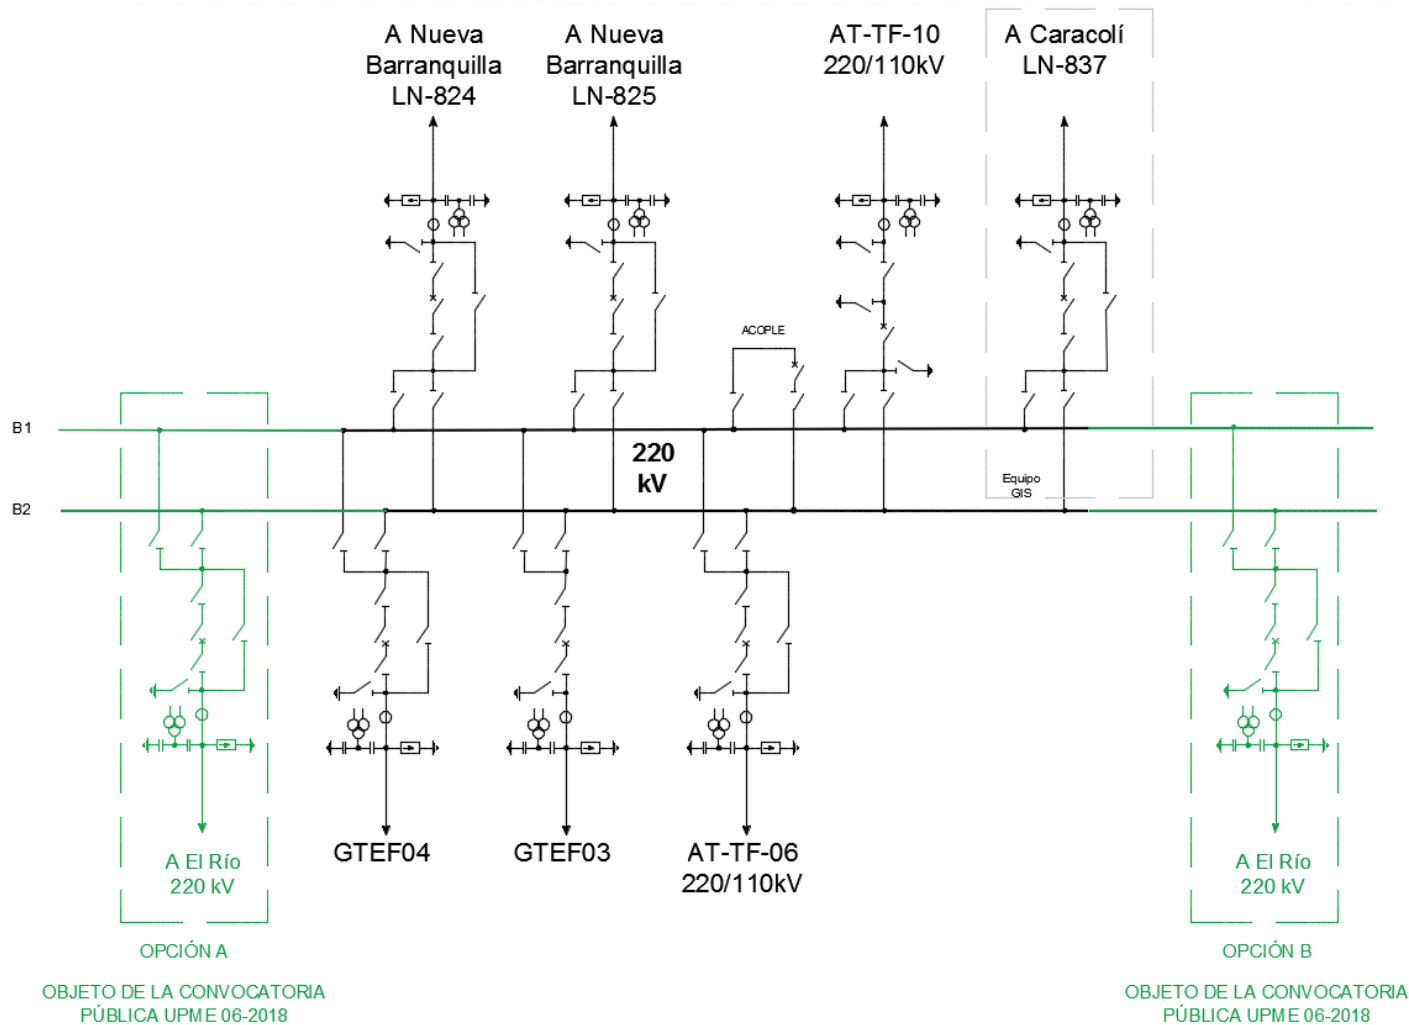 A Nueva
Barranquilla
LN-824
A Nueva
Barranquilla
LN-825
AT-TF-10
220/110kV
A Caracolí
LN-837
ACOPLE
B1
220
kV
Equipo
GIS
B2
GTEF04
GTEF03
AT-TF-06
220/110kV
A El Río
220 kV
A El Río
220 kV
OPCIÓN A
OPCIÓN B
OBJETO DE LA CONVOCATORIA
PÚBLICA UPME 06-2018
OBJETO DE LA CONVOCATORIA
PÚBLICA UPME 06-2018